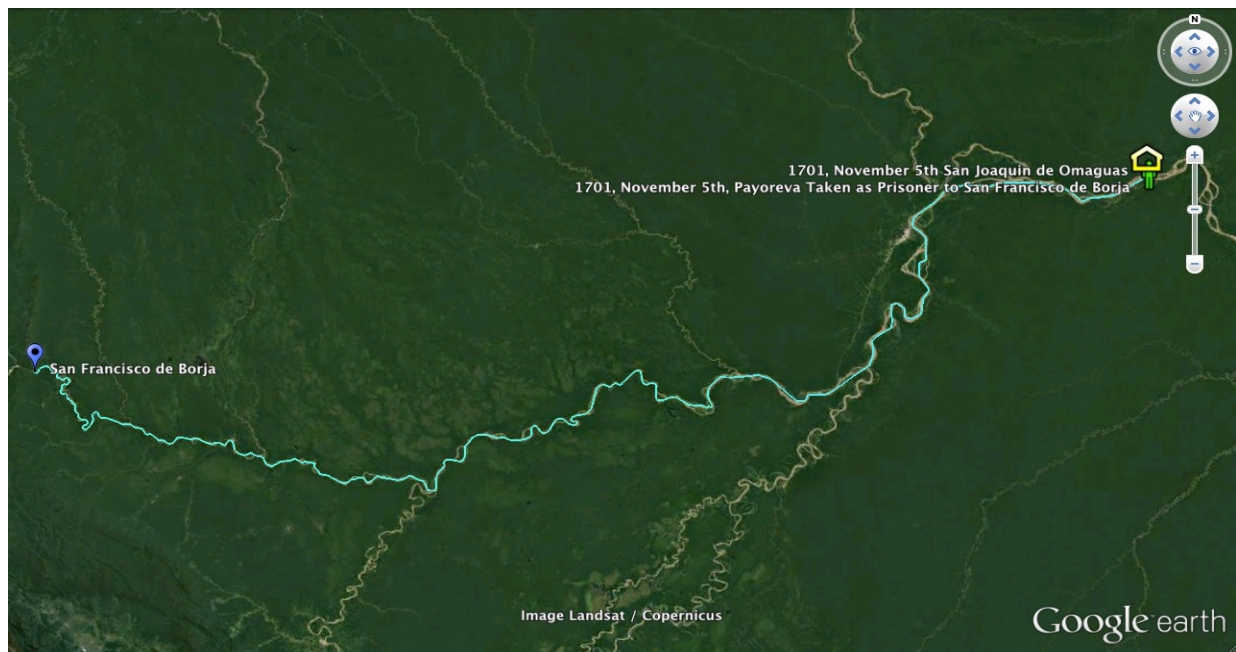 N
1701, November 5th San Joaquin de Omaguas
1701, November 5th, Payoreva Taken as Prisoner to San Francisco de Borja
San Francisco de Borja
Image Landsat / Copernicus
Google earth